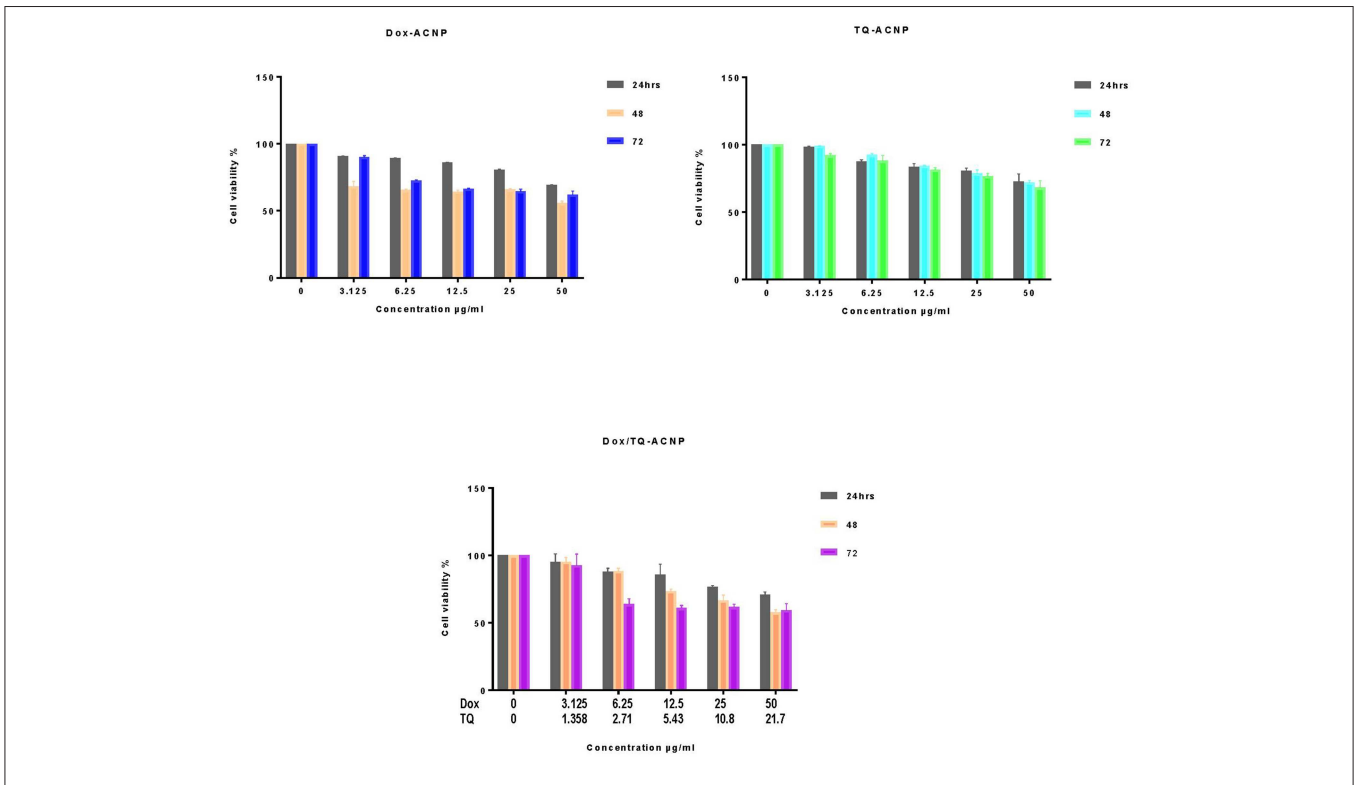 Dox-ACNP
150
100
50
0
Cell viability %
0 3.125 6.25 12.5 25 50
Concentration µg/ml
24hrs
48
72
TQ-ACNP
150
100
50
0
Cell viability %
0 3.125 6.25 12.5 25 50
Concentration µg/ml
24hrs
48
72
Dox/TQ-ACNP
150
100
50
0
Cell viability %
Dox 0 3.125 6.25 12.5 25 50
TQ 0 1.358 2.71 5.43 10.8 21.7
Concentration µg/ml
24hrs
48
72